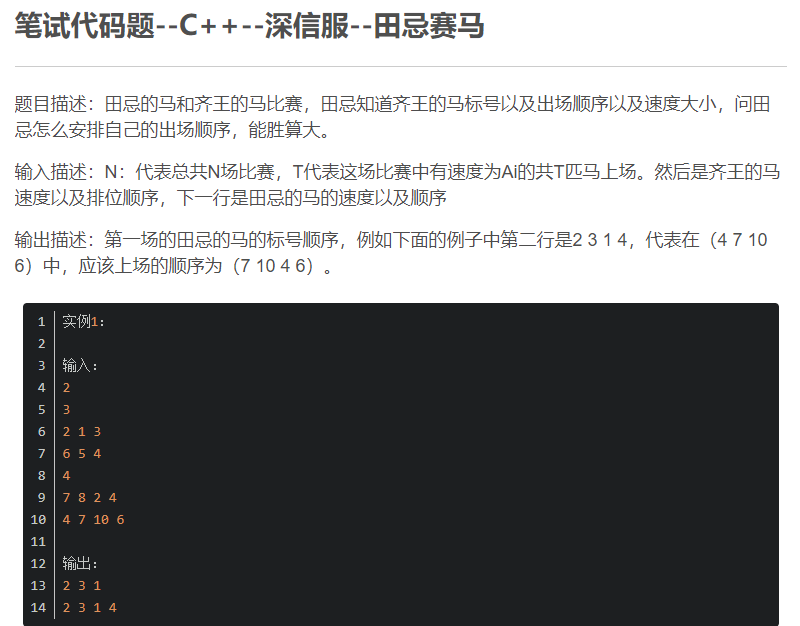 笔试代码题--C++--深信服--田忌赛马
题目描述：田忌的马和齐王的马比赛，田忌知道齐王的马标号以及出场顺序以及速度大小，问田
忌怎么安排自己的出场顺序，能胜算大。
输入描述：N：代表总共N场比赛，T代表这场比赛中有速度为Ai的共T匹马上场。然后是齐王的马
速度以及排位顺序，下一行是田忌的马的速度以及顺序
输出描述：第一场的田忌的马的标号顺序，例如下面的例子中第二行是2 3 1 4，代表在（4 7 10
6）中，应该上场的顺序为（7 10 4 6）。
1 实例1：
2
3 输入：
4 2
5 3
6 2 1 3
7 6 5 4
8 4
9 7 8 2 4
10 4 7 10 6
11
12 输出：
13 2 3 1
14 2 3 1 4